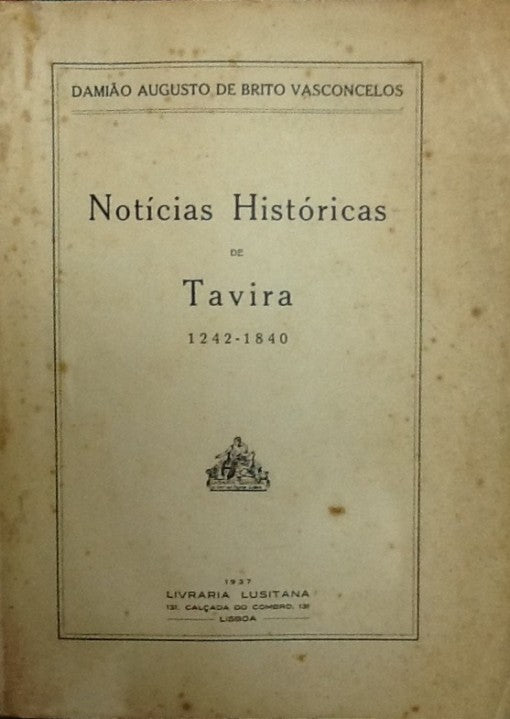 DAMIÃO AUGUSTO DE BRITO VASCONCELOS
Notícias Históricas
DE
Tavira
1242-1840
1937
LIVRARIA LUSITANA
131, CALÇADA DO COMBRO, 131
LISBOA